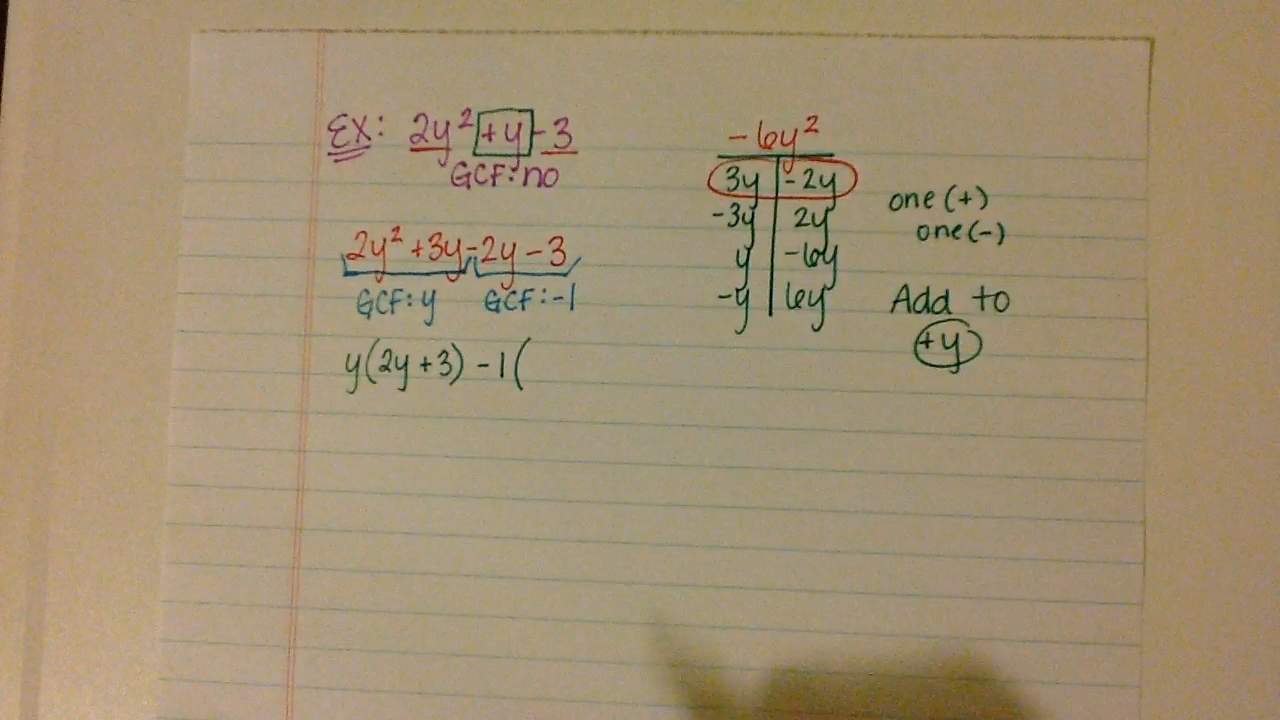 EX: 2y² +y -3
GCF: no
2y² +3y -2y -3
GCF: y GCF: -1
y(2y +3) -1(
-6y²
3y -2y
-3y 2y
y -6y
-y 6y
one (+)
one (-)
Add to
+y